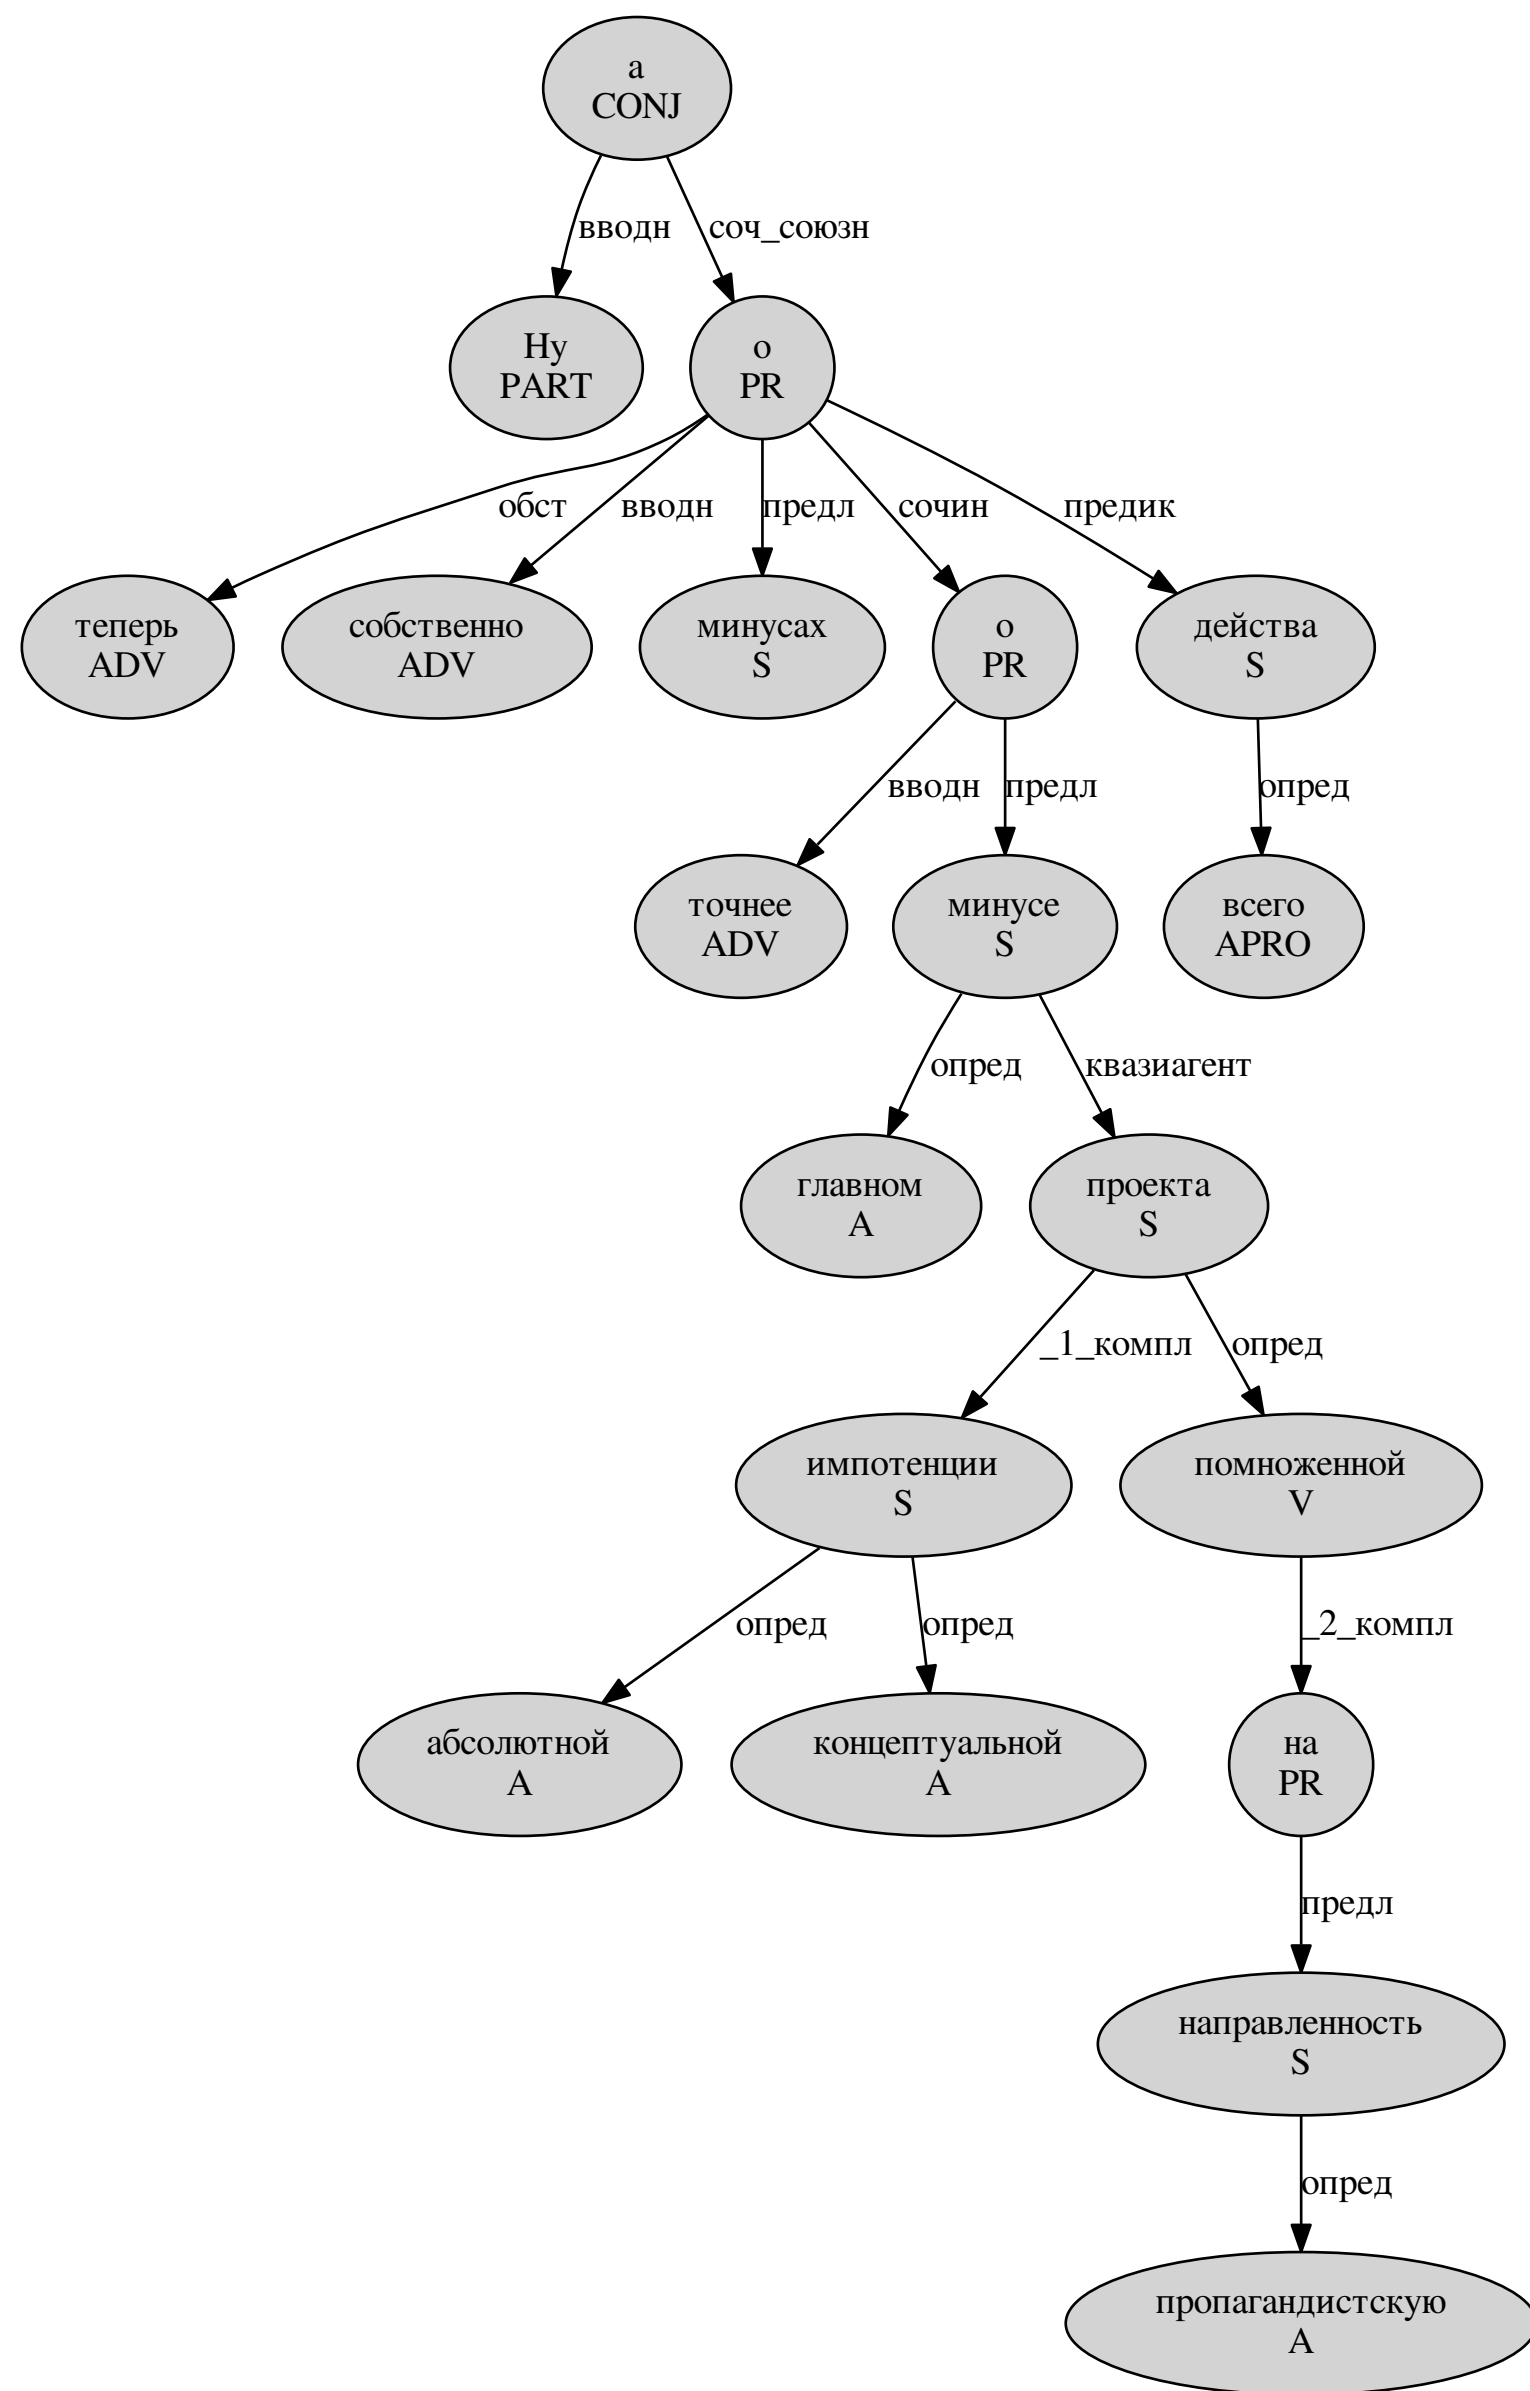 а
CONJ
вводн
соч_союзн
Ну
PART
о
PR
обст
вводн
предл
сочин
предик
теперь
ADV
собственно
ADV
минусах
S
о
PR
действа
S
вводн
предл
опред
точнее
ADV
минусе
S
всего
APRO
опред
квазиагент
главном
A
проекта
S
_1_компл
опред
импотенции
S
помноженной
V
опред
опред
_2_компл
абсолютной
A
концептуальной
A
на
PR
предл
направленность
S
опред
пропагандистскую
A